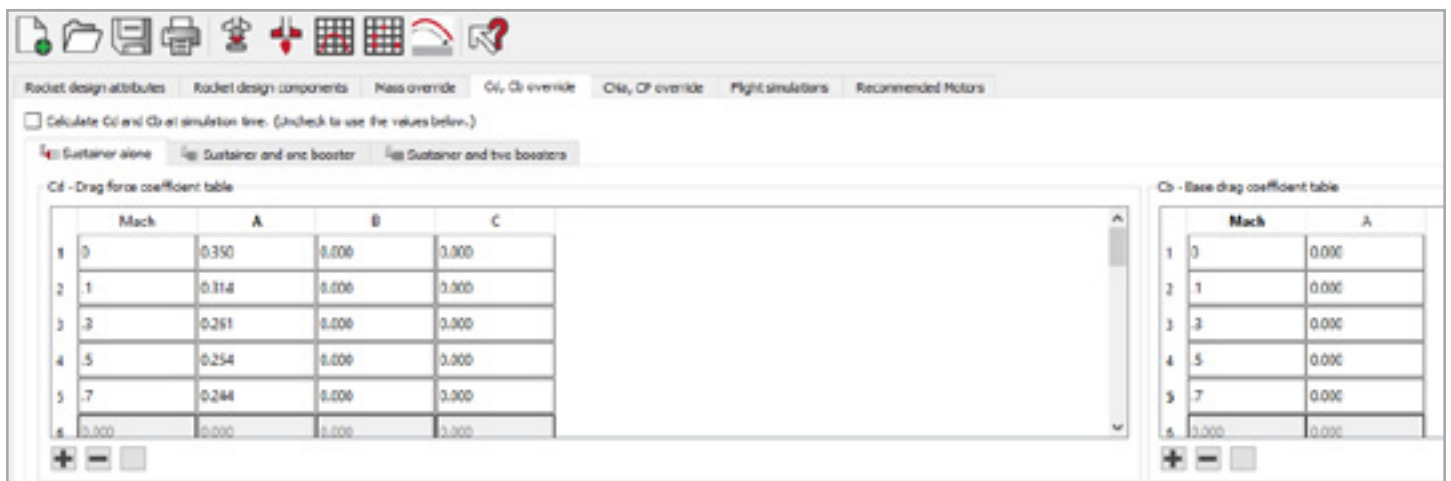 Rocket design attributes Rocket design components Mass override Cd, Cb override CNa, CP override Flight simulations Recommended Motors
Calculate Cd and Cb at simulation time. (Uncheck to use the values below.)
Sustainer alone Sustainer and one booster Sustainer and two boosters
Cd - Drag force coefficient table
Mach A B C
1 0 0.350 0.000 0.000
2 .1 0.314 0.000 0.000
3 .3 0.261 0.000 0.000
4 .5 0.254 0.000 0.000
5 .7 0.244 0.000 0.000
6 0.000 0.000 0.000 0.000
Cb - Base drag coefficient table
Mach A
1 0 0.000
2 .1 0.000
3 .3 0.000
4 .5 0.000
5 .7 0.000
6 0.000 0.000